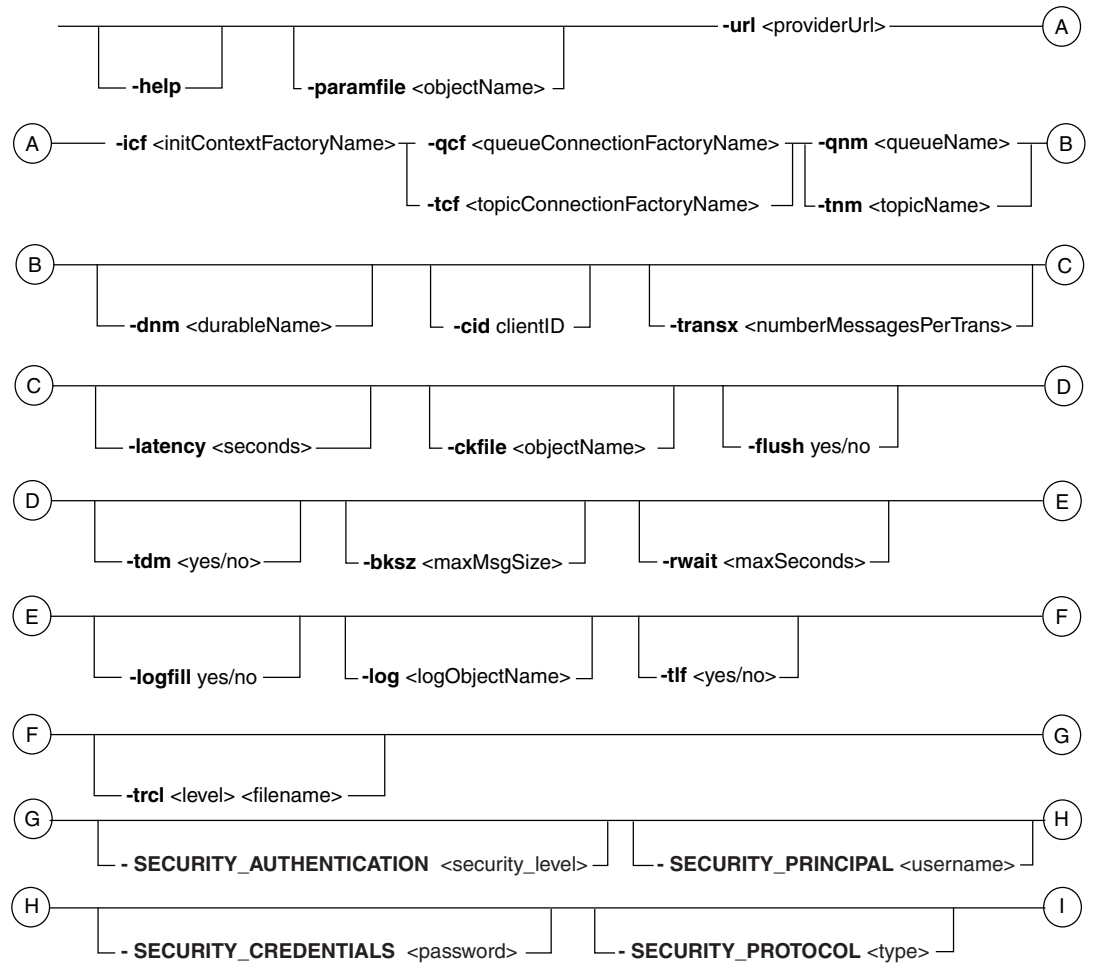 -url <providerUrl> A
-help -paramfile <objectName>
A -icf <initContextFactoryName> -qcf <queueConnectionFactoryName> -qnm <queueName> B
-tcf <topicConnectionFactoryName> -tnm <topicName>
B C
-dnm <durableName> -cid clientID -transx <numberMessagesPerTrans>
C D
-latency <seconds> -ckfile <objectName> -flush yes/no
D E
-tdm <yes/no> -bksz <maxMsgSize> -rwait <maxSeconds>
E F
-logfill yes/no -log <logObjectName> -tlf <yes/no>
F G
-trcl <level> <filename>
G H
- SECURITY_AUTHENTICATION <security_level> - SECURITY_PRINCIPAL <username>
H I
- SECURITY_CREDENTIALS <password> - SECURITY_PROTOCOL <type>